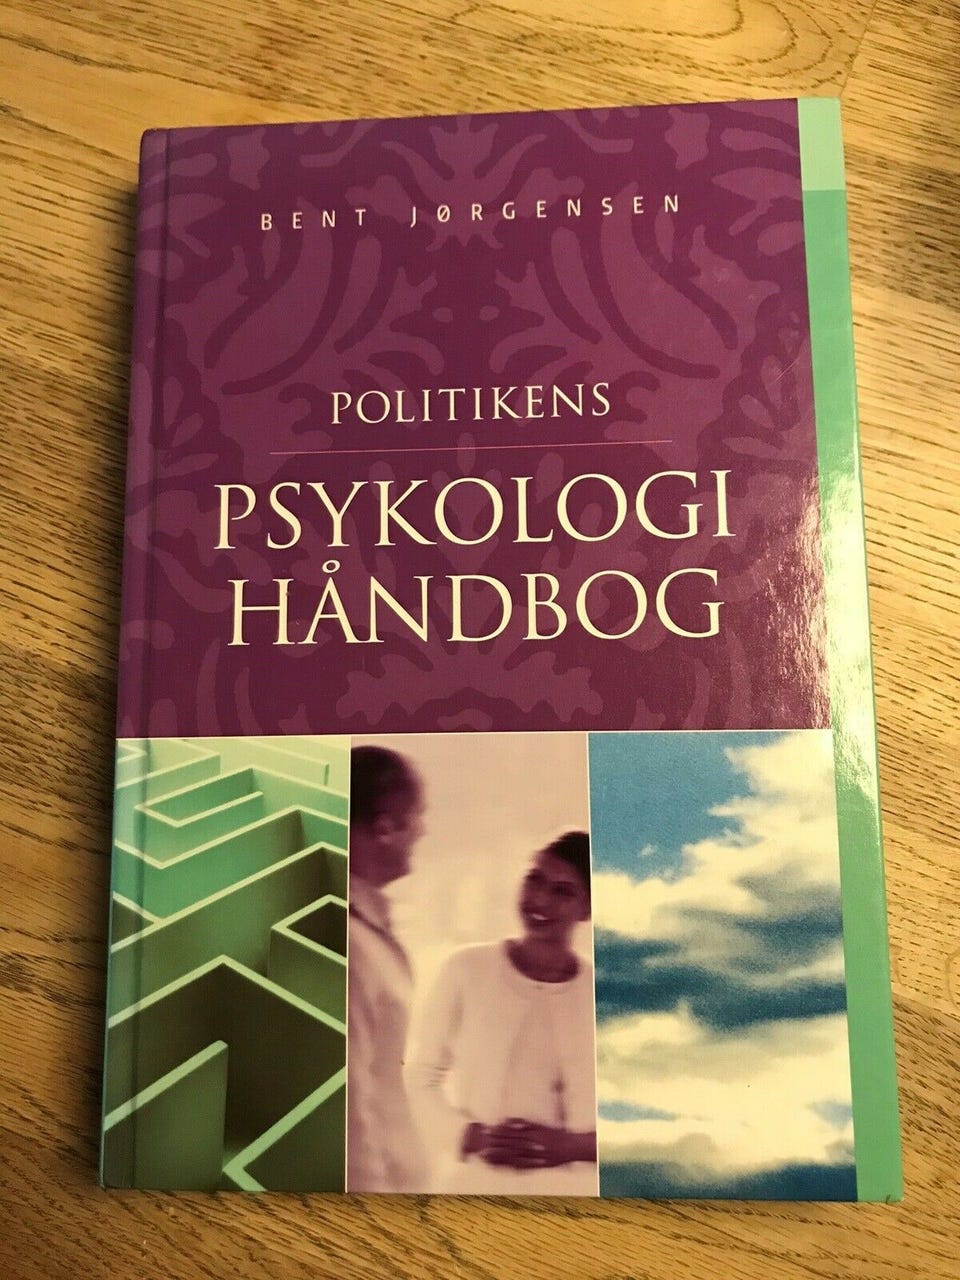 BENT JØRGENSEN
POLITIKENS
PSYKOLOGI
HÅNDBOG